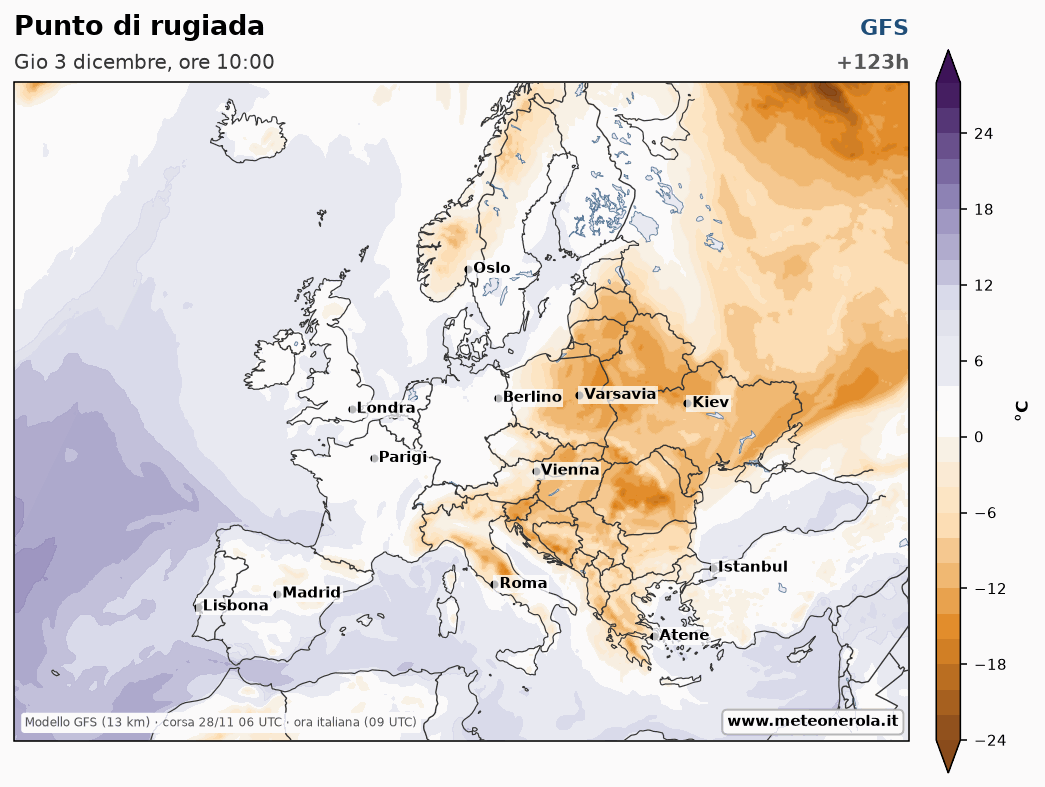 Punto di rugiada
GFS
Gio 3 dicembre, ore 10:00
+123h
Oslo
Berlino
Varsavia
Kiev
Londra
Parigi
Vienna
Istanbul
Roma
Madrid
Lisbona
Atene
Modello GFS (13 km) · corsa 28/11 06 UTC · ora italiana (09 UTC)
www.meteonerola.it
24
18
12
6
0
−6
−12
−18
−24
°C